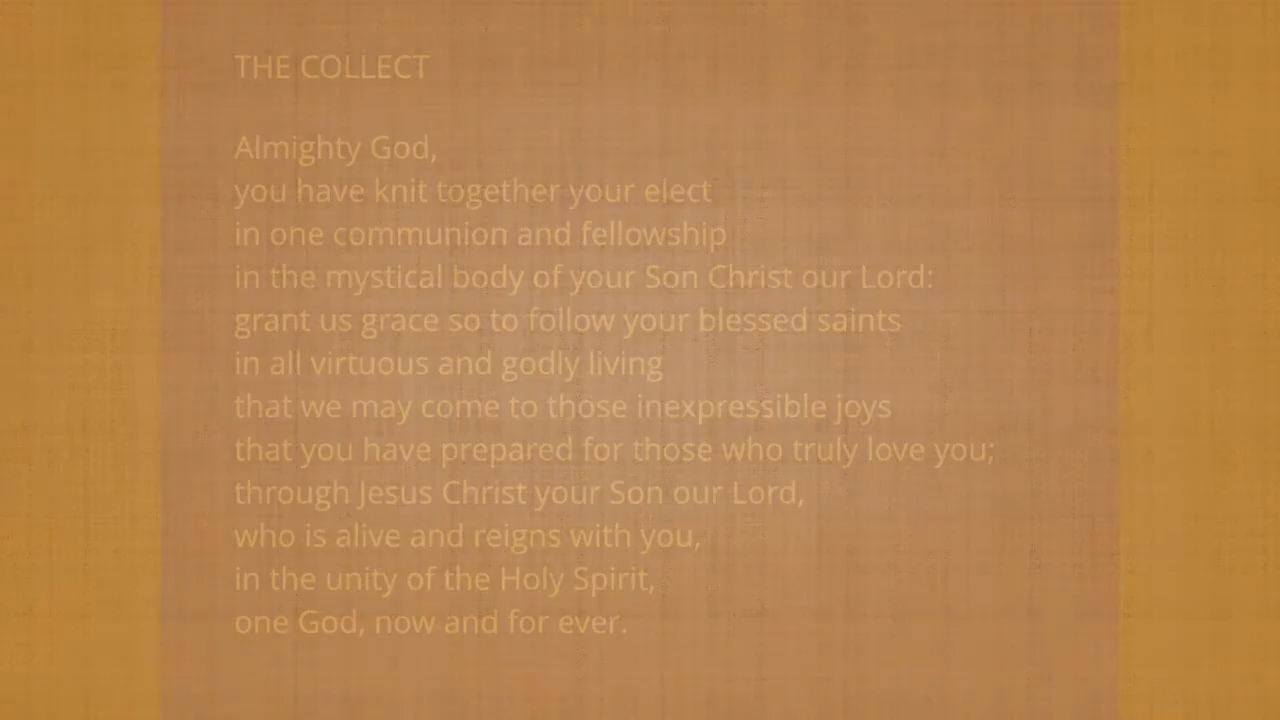 THE COLLECT
Almighty God,
you have knit together your elect
in one communion and fellowship
in the mystical body of your Son Christ our Lord:
grant us grace so to follow your blessed saints
in all virtuous and godly living
that we may come to those inexpressible joys
that you have prepared for those who truly love you;
through Jesus Christ your Son our Lord,
who is alive and reigns with you,
in the unity of the Holy Spirit,
one God, now and for ever.